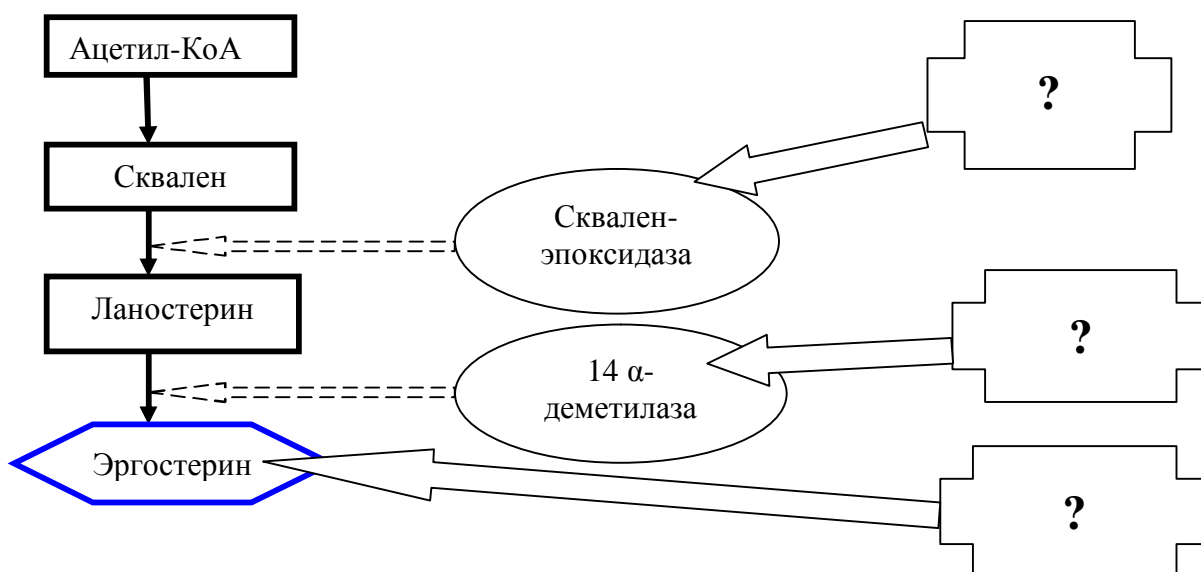 Ацетил-КоА
?
Сквален
Сквален-
эпоксидаза
Ланостерин
?
14 α-
деметилаза
Эргостерин
?